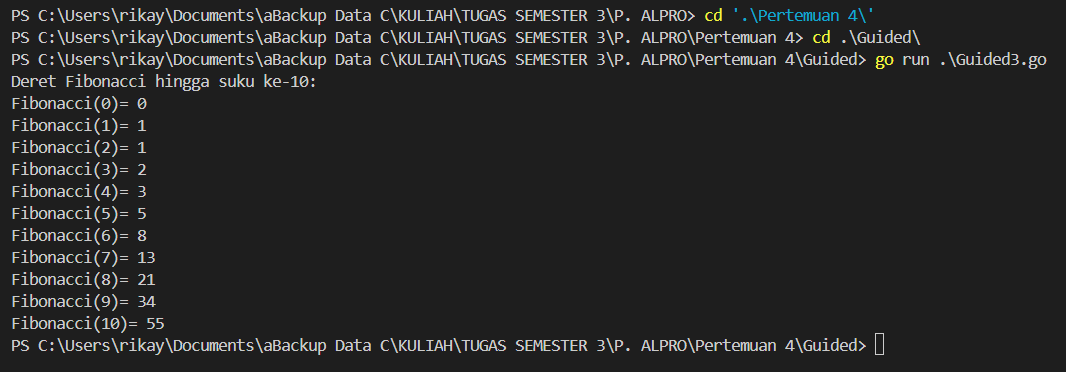 PS C:\Users\rikay\Documents\aBackup Data C\KULIAH\TUGAS SEMESTER 3\P. ALPRO> cd '.\Pertemuan 4\'
PS C:\Users\rikay\Documents\aBackup Data C\KULIAH\TUGAS SEMESTER 3\P. ALPRO\Pertemuan 4> cd .\Guided\
PS C:\Users\rikay\Documents\aBackup Data C\KULIAH\TUGAS SEMESTER 3\P. ALPRO\Pertemuan 4\Guided> go run .\Guided3.go
Deret Fibonacci hingga suku ke-10:
Fibonacci(0)= 0
Fibonacci(1)= 1
Fibonacci(2)= 1
Fibonacci(3)= 2
Fibonacci(4)= 3
Fibonacci(5)= 5
Fibonacci(6)= 8
Fibonacci(7)= 13
Fibonacci(8)= 21
Fibonacci(9)= 34
Fibonacci(10)= 55
PS C:\Users\rikay\Documents\aBackup Data C\KULIAH\TUGAS SEMESTER 3\P. ALPRO\Pertemuan 4\Guided>